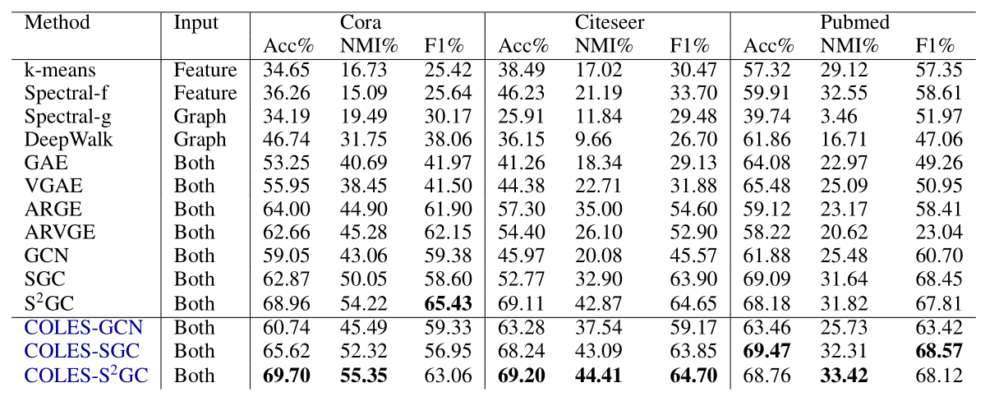 Method Input Cora Citeseer Pubmed
Acc% NMI% F1% Acc% NMI% F1% Acc% NMI% F1%
k-means Feature 34.65 16.73 25.42 38.49 17.02 30.47 57.32 29.12 57.35
Spectral-f Feature 36.26 15.09 25.64 46.23 21.19 33.70 59.91 32.55 58.61
Spectral-g Graph 34.19 19.49 30.17 25.91 11.84 29.48 39.74 3.46 51.97
DeepWalk Graph 46.74 31.75 38.06 36.15 9.66 26.70 61.86 16.71 47.06
GAE Both 53.25 40.69 41.97 41.26 18.34 29.13 64.08 22.97 49.26
VGAE Both 55.95 38.45 41.50 44.38 22.71 31.88 65.48 25.09 50.95
ARGE Both 64.00 44.90 61.90 57.30 35.00 54.60 59.12 23.17 58.41
ARVGE Both 62.66 45.28 62.15 54.40 26.10 52.90 58.22 20.62 23.04
GCN Both 59.05 43.06 59.38 45.97 20.08 45.57 61.88 25.48 60.70
SGC Both 62.87 50.05 58.60 52.77 32.90 63.90 69.09 31.64 68.45
S²GC Both 68.96 54.22 65.43 69.11 42.87 64.65 68.18 31.82 67.81
COLES-GCN Both 60.74 45.49 59.33 63.28 37.54 59.17 63.46 25.73 63.42
COLES-SGC Both 65.62 52.32 56.95 68.24 43.09 63.85 69.47 32.31 68.57
COLES-S²GC Both 69.70 55.35 63.06 69.20 44.41 64.70 68.76 33.42 68.12